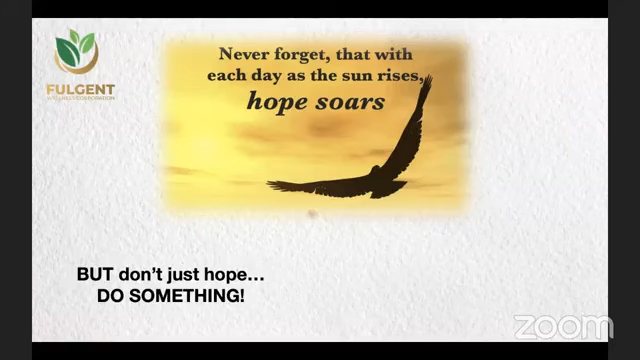 FULGENT
Never forget, that with
each day as the sun rises,
hope soars
BUT don't just hope...
DO SOMETHING!
zoom